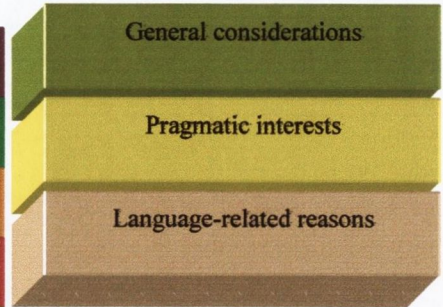 General considerations
Pragmatic interests
Language-related reasons